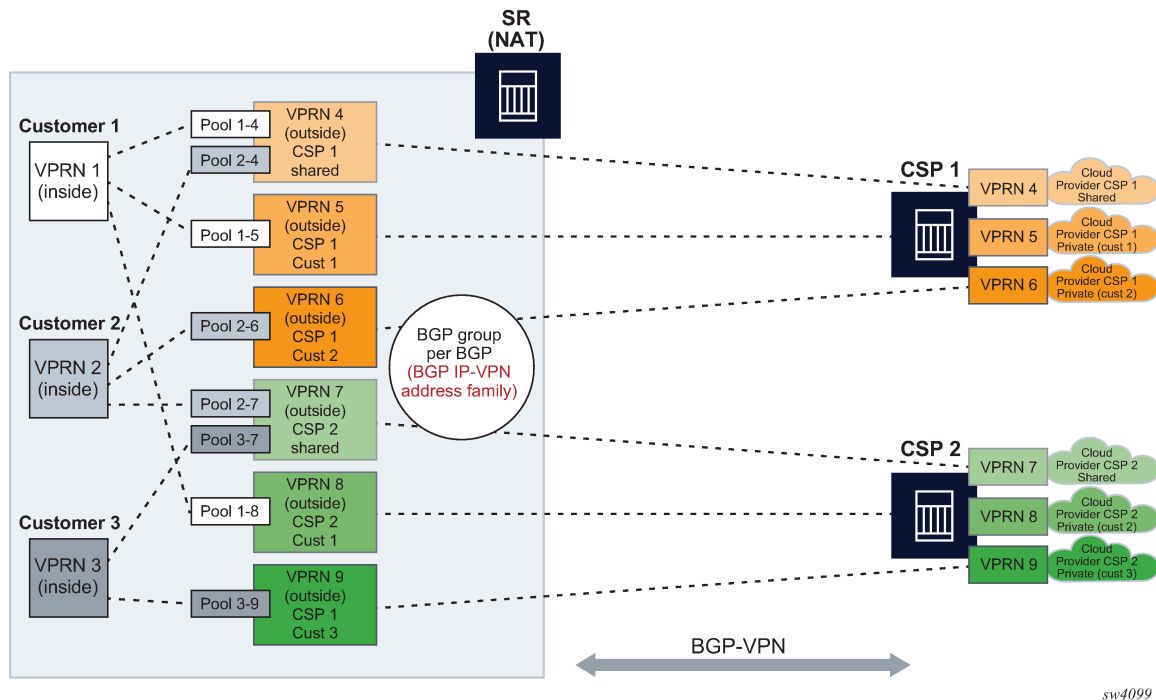 SR
(NAT)
Customer 1
VPRN 1
(inside)
Customer 2
VPRN 2
(inside)
Customer 3
VPRN 3
(inside)
Pool 1-4
Pool 2-4
VPRN 4
(outside)
CSP 1
shared
Pool 1-5
VPRN 5
(outside)
CSP 1
Cust 1
Pool 2-6
VPRN 6
(outside)
CSP 1
Cust 2
Pool 2-7
Pool 3-7
VPRN 7
(outside)
CSP 2
shared
Pool 1-8
VPRN 8
(outside)
CSP 2
Cust 1
Pool 3-9
VPRN 9
(outside)
CSP 1
Cust 3
BGP group
per BGP
(BGP IP-VPN
address family)
CSP 1
VPRN 4
Cloud
Provider CSP 1
Shared
VPRN 5
Cloud
Provider CSP 1
Private (cust 1)
VPRN 6
Cloud
Provider CSP 1
Private (cust 2)
CSP 2
VPRN 7
Cloud
Provider CSP 2
Shared
VPRN 8
Cloud
Provider CSP 2
Private (cust 2)
VPRN 9
Cloud
Provider CSP 2
Private (cust 3)
BGP-VPN
sw4099